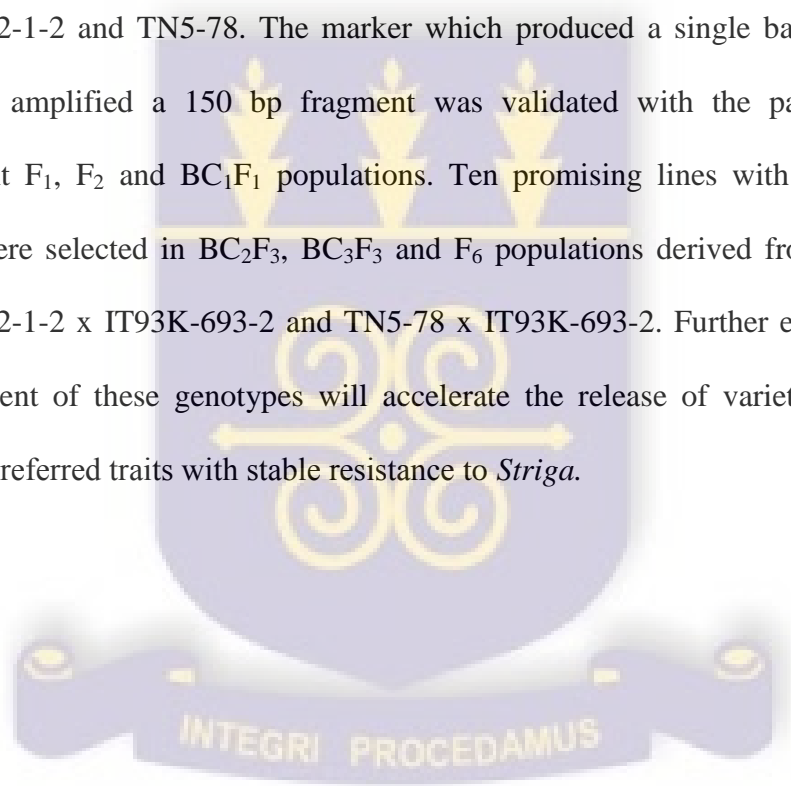 2-1-2 and TN5-78. The marker which produced a single ba
amplified a 150 bp fragment was validated with the pa
t F₁, F₂ and BC₁F₁ populations. Ten promising lines with
ere selected in BC₂F₃, BC₃F₃ and F₆ populations derived fro
2-1-2 x IT93K-693-2 and TN5-78 x IT93K-693-2. Further e
ent of these genotypes will accelerate the release of variet
referred traits with stable resistance to Striga.
INTEGRI PROCEDAMUS